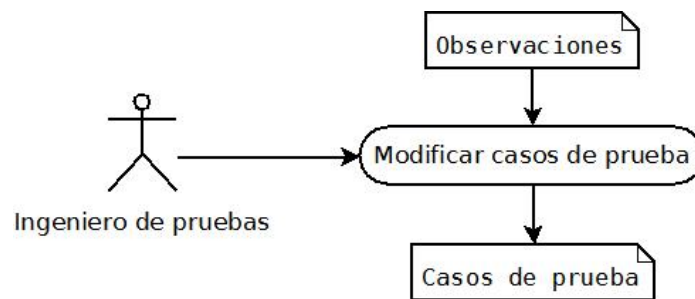 Observaciones
Modificar casos de prueba
Ingeniero de pruebas
Casos de prueba